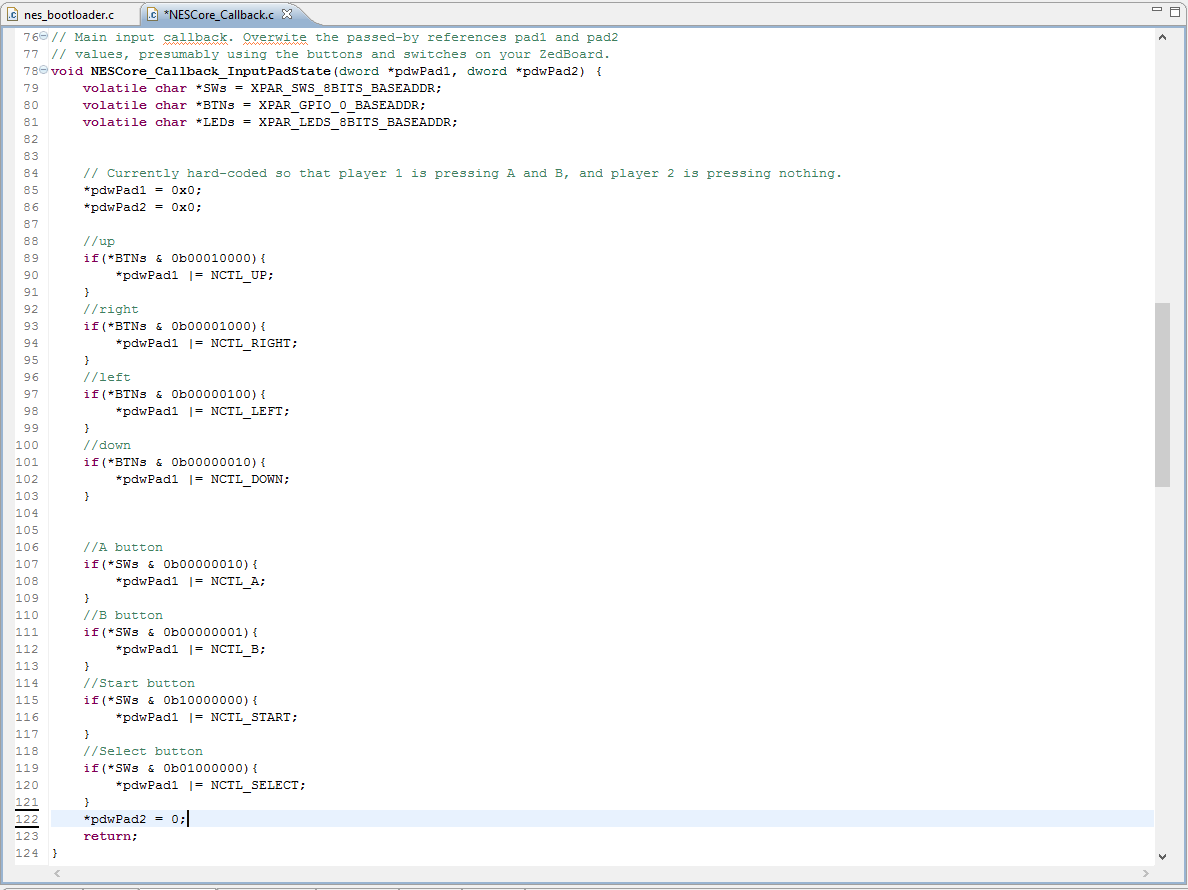 nes_bootloader.c
*NESCore_Callback.c
76 // Main input callback. Overwite the passed-by references pad1 and pad2
77 // values, presumably using the buttons and switches on your ZedBoard.
78 void NESCore_Callback_InputPadState(dword *pdwPad1, dword *pdwPad2) {
79     volatile char *SWs = XPAR_SWS_8BITS_BASEADDR;
80     volatile char *BTNs = XPAR_GPIO_0_BASEADDR;
81     volatile char *LEDs = XPAR_LEDS_8BITS_BASEADDR;
82
83
84     // Currently hard-coded so that player 1 is pressing A and B, and player 2 is pressing nothing.
85     *pdwPad1 = 0x0;
86     *pdwPad2 = 0x0;
87
88     //up
89     if(*BTNs & 0b00010000){
90         *pdwPad1 |= NCTL_UP;
91     }
92     //right
93     if(*BTNs & 0b00001000){
94         *pdwPad1 |= NCTL_RIGHT;
95     }
96     //left
97     if(*BTNs & 0b00000100){
98         *pdwPad1 |= NCTL_LEFT;
99     }
100     //down
101     if(*BTNs & 0b00000010){
102         *pdwPad1 |= NCTL_DOWN;
103     }
104
105
106     //A button
107     if(*SWs & 0b00000010){
108         *pdwPad1 |= NCTL_A;
109     }
110     //B button
111     if(*SWs & 0b00000001){
112         *pdwPad1 |= NCTL_B;
113     }
114     //Start button
115     if(*SWs & 0b10000000){
116         *pdwPad1 |= NCTL_START;
117     }
118     //Select button
119     if(*SWs & 0b01000000){
120         *pdwPad1 |= NCTL_SELECT;
121     }
122     *pdwPad2 = 0;
123     return;
124 }